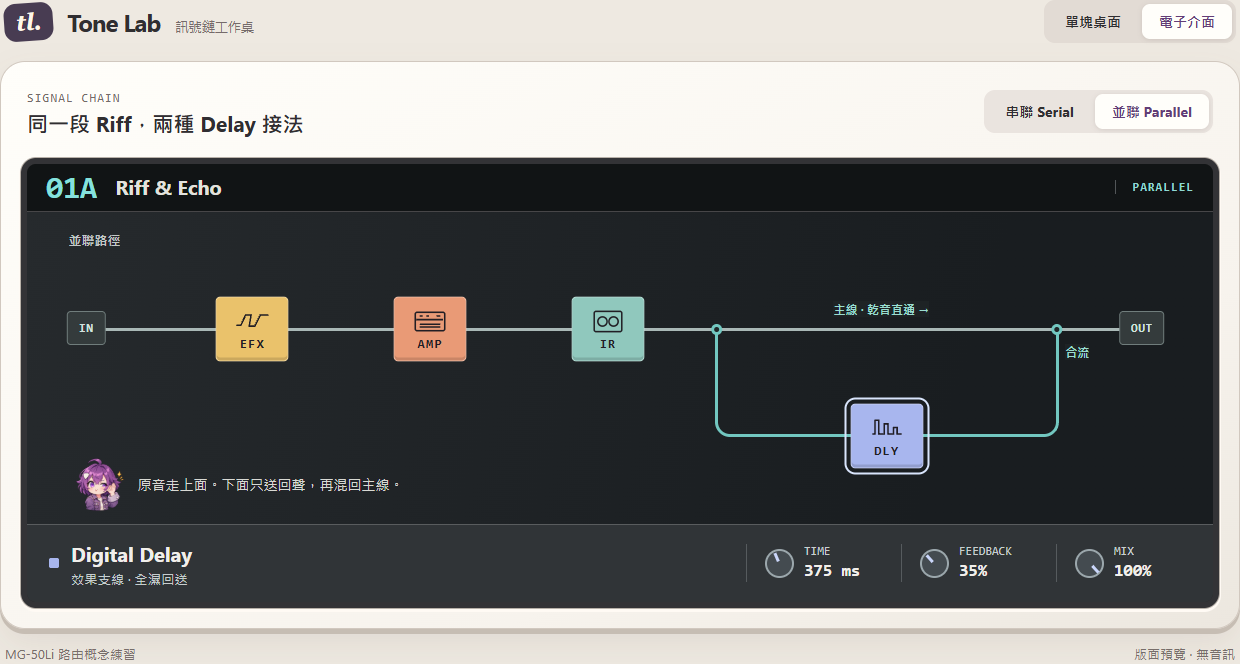 tl.
Tone Lab 訊號鏈工作桌
單塊桌面 電子介面
SIGNAL CHAIN
同一段 Riff，兩種 Delay 接法
串聯 Serial 並聯 Parallel
01A Riff & Echo
PARALLEL
並聯路徑
主線 · 乾音直通 →
IN
EFX
AMP
IR
OUT
合流
DLY
原音走上面。下面只送回聲，再混回主線。
Digital Delay
效果支線 · 全濕回送
TIME
375 ms
FEEDBACK
35%
MIX
100%
MG-50Li 路由概念練習
版面預覽 · 無音訊